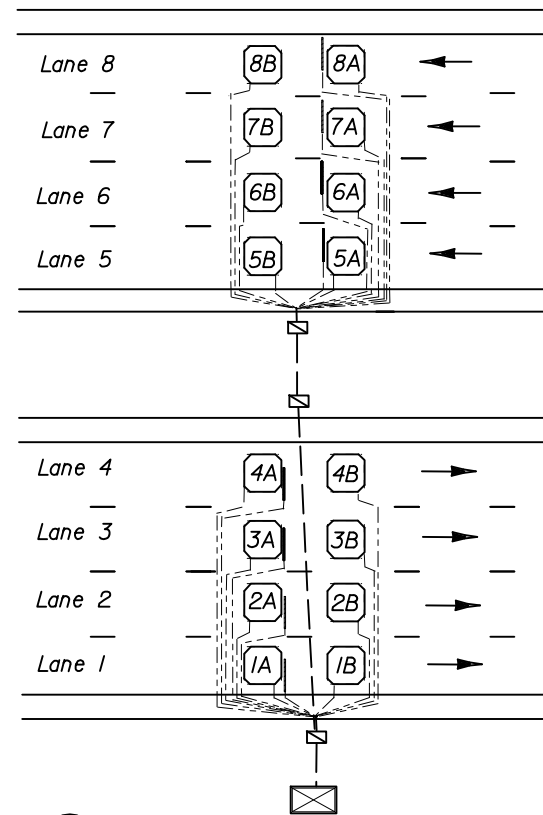 Lane 8 8B 8A
Lane 7 7B 7A
Lane 6 6B 6A
Lane 5 5B 5A
Lane 4 4A 4B
Lane 3 3A 3B
Lane 2 2A 2B
Lane 1 1A 1B